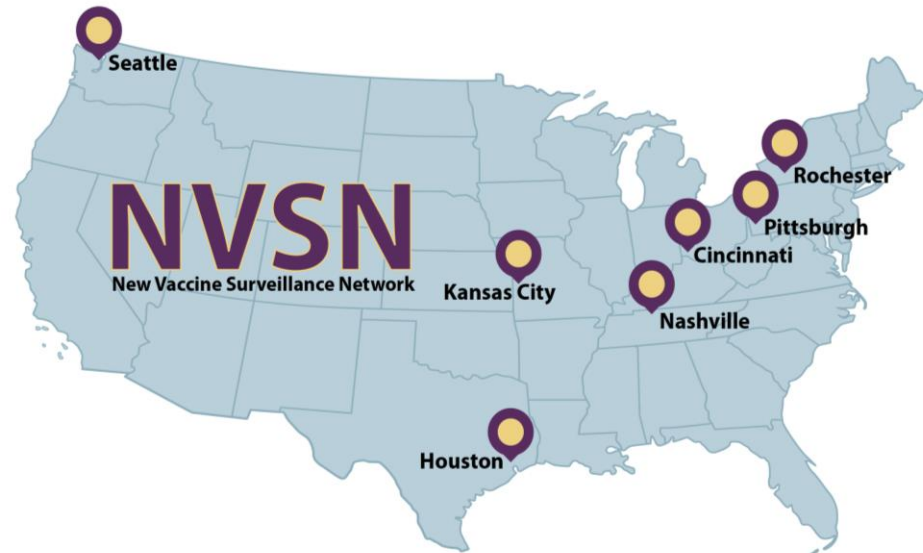 Seattle
Rochester
NVSN
New Vaccine Surveillance Network
Pittsburgh
Cincinnati
Kansas City
Nashville
Houston